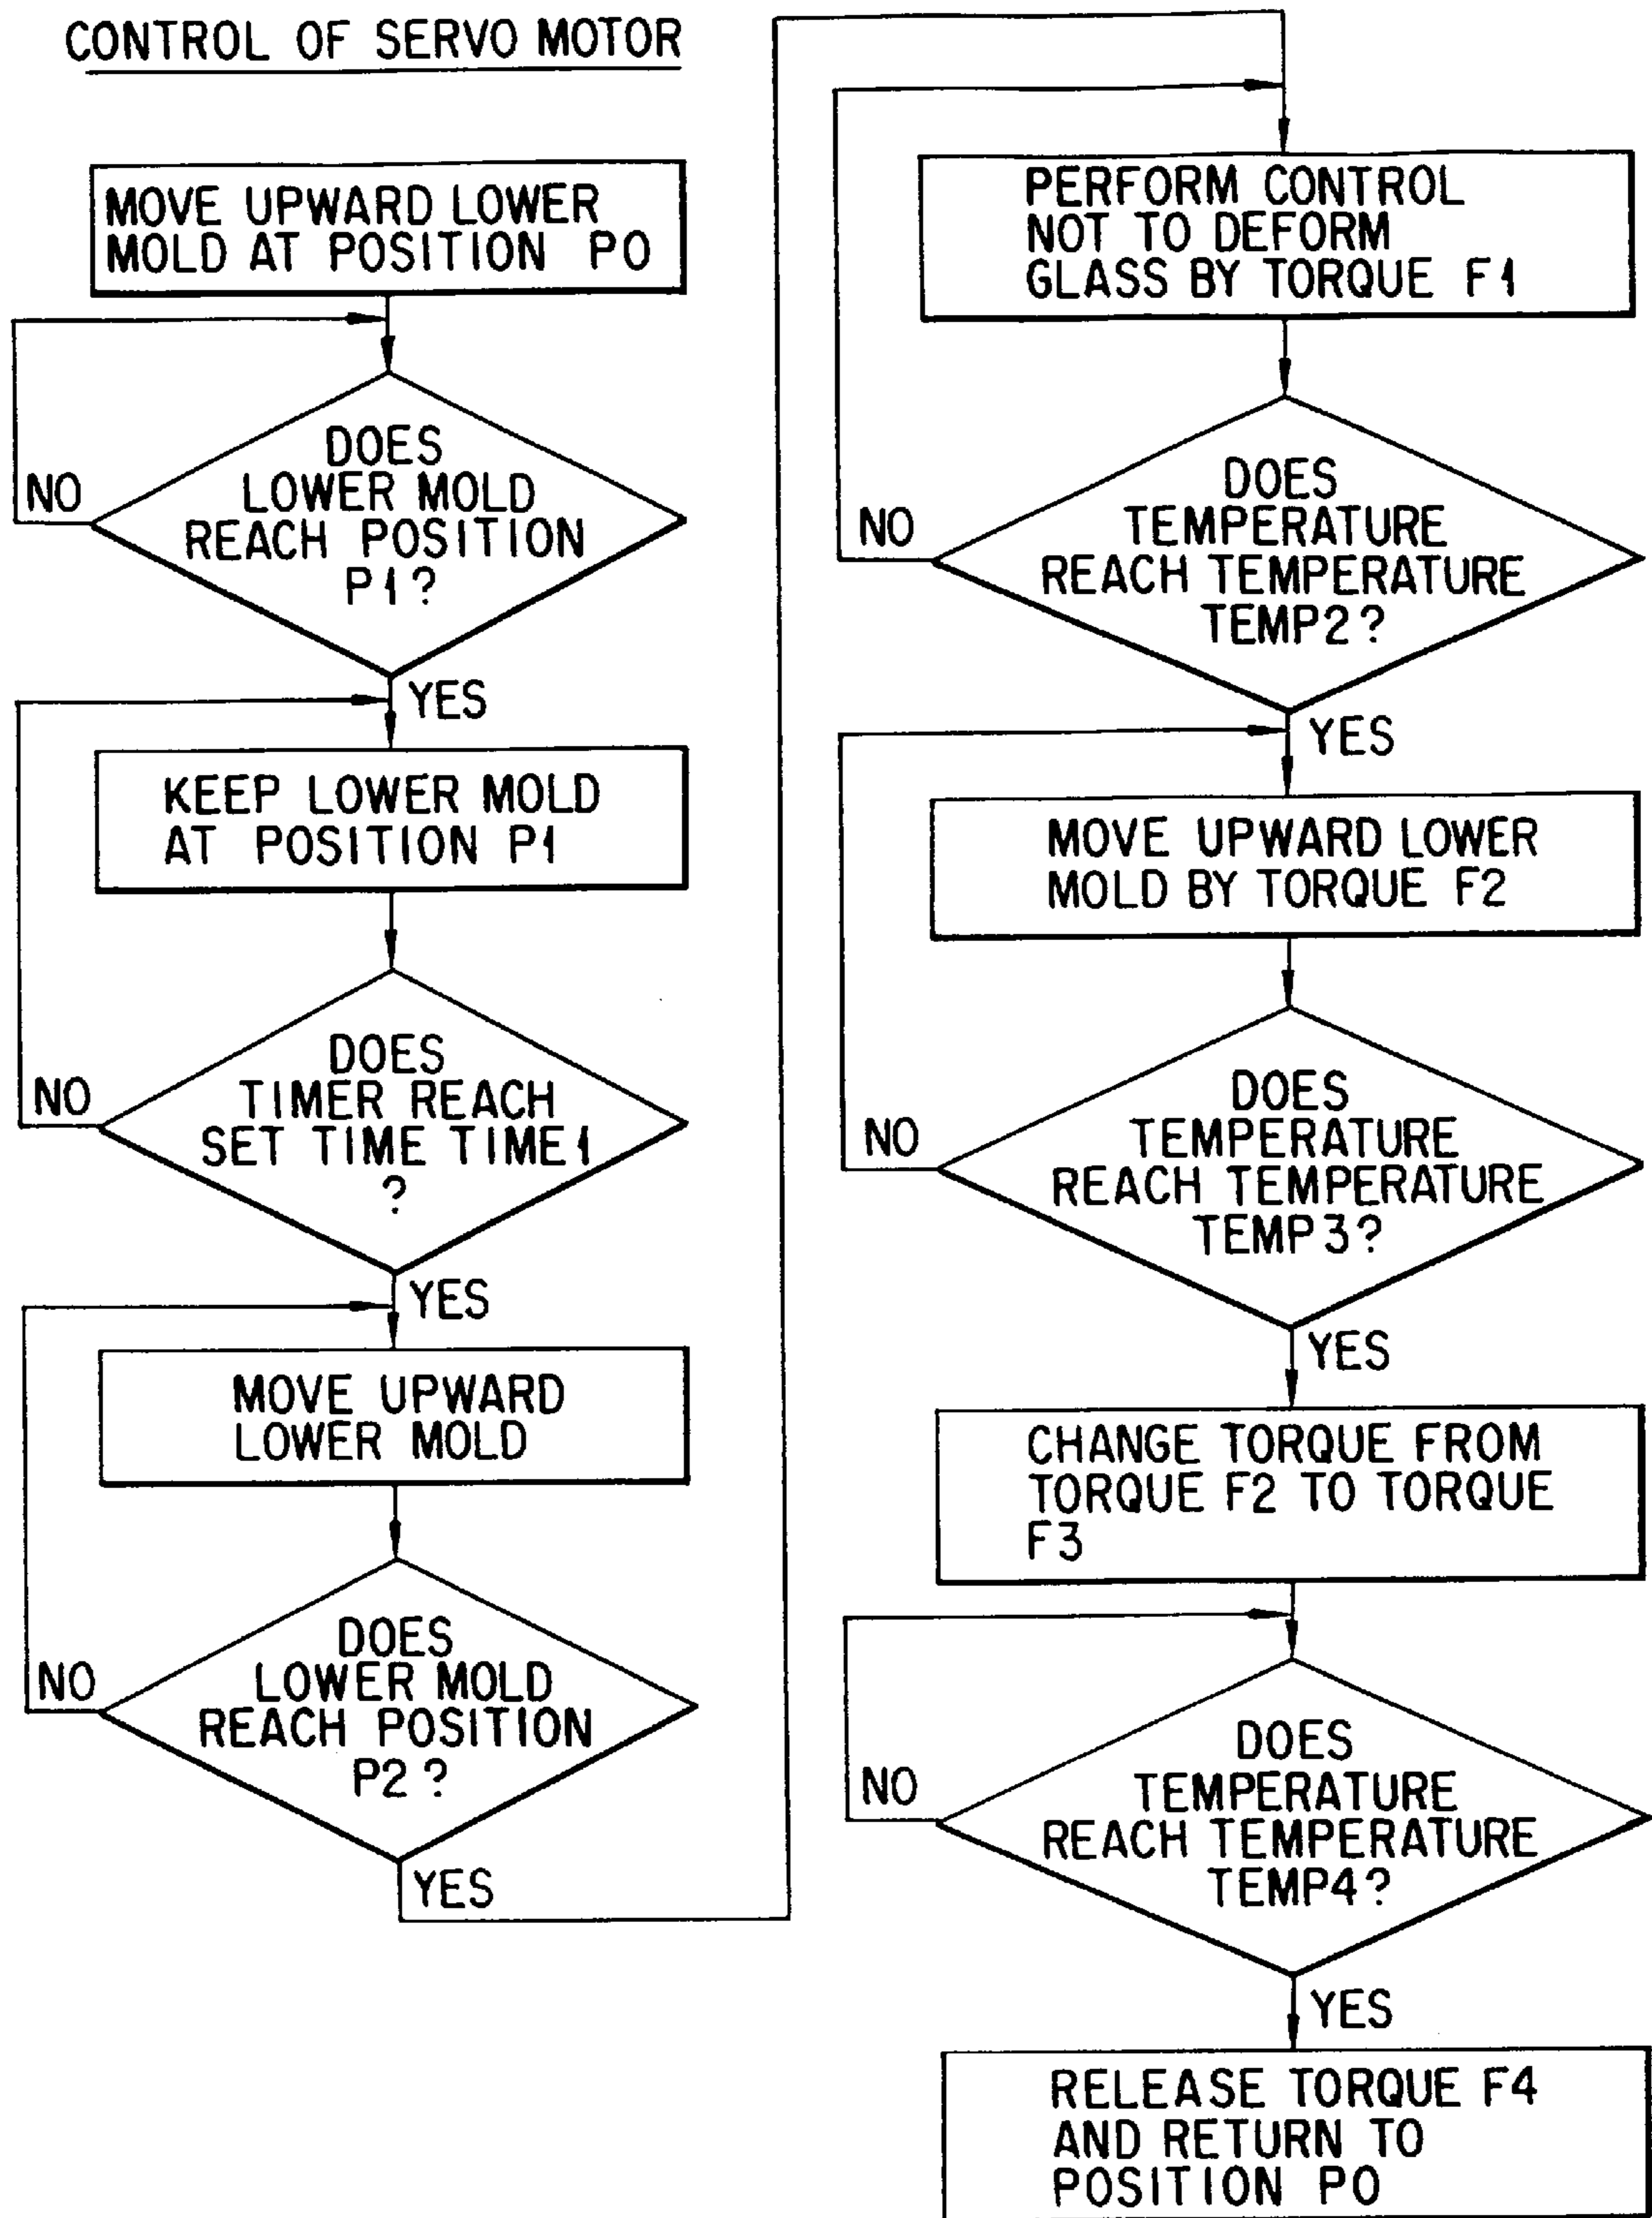 CONTROL OF SERVO MOTOR
MOVE UPWARD LOWER
MOLD AT POSITION P0
DOES
LOWER MOLD
REACH POSITION
P1?
NO
YES
KEEP LOWER MOLD
AT POSITION P1
DOES
TIMER REACH
SET TIME TIME1
?
NO
YES
MOVE UPWARD
LOWER MOLD
DOES
LOWER MOLD
REACH POSITION
P2?
NO
YES
PERFORM CONTROL
NOT TO DEFORM
GLASS BY TORQUE F1
DOES
TEMPERATURE
REACH TEMPERATURE
TEMP2?
NO
YES
MOVE UPWARD LOWER
MOLD BY TORQUE F2
DOES
TEMPERATURE
REACH TEMPERATURE
TEMP3?
NO
YES
CHANGE TORQUE FROM
TORQUE F2 TO TORQUE
F3
DOES
TEMPERATURE
REACH TEMPERATURE
TEMP4?
NO
YES
RELEASE TORQUE F4
AND RETURN TO
POSITION P0